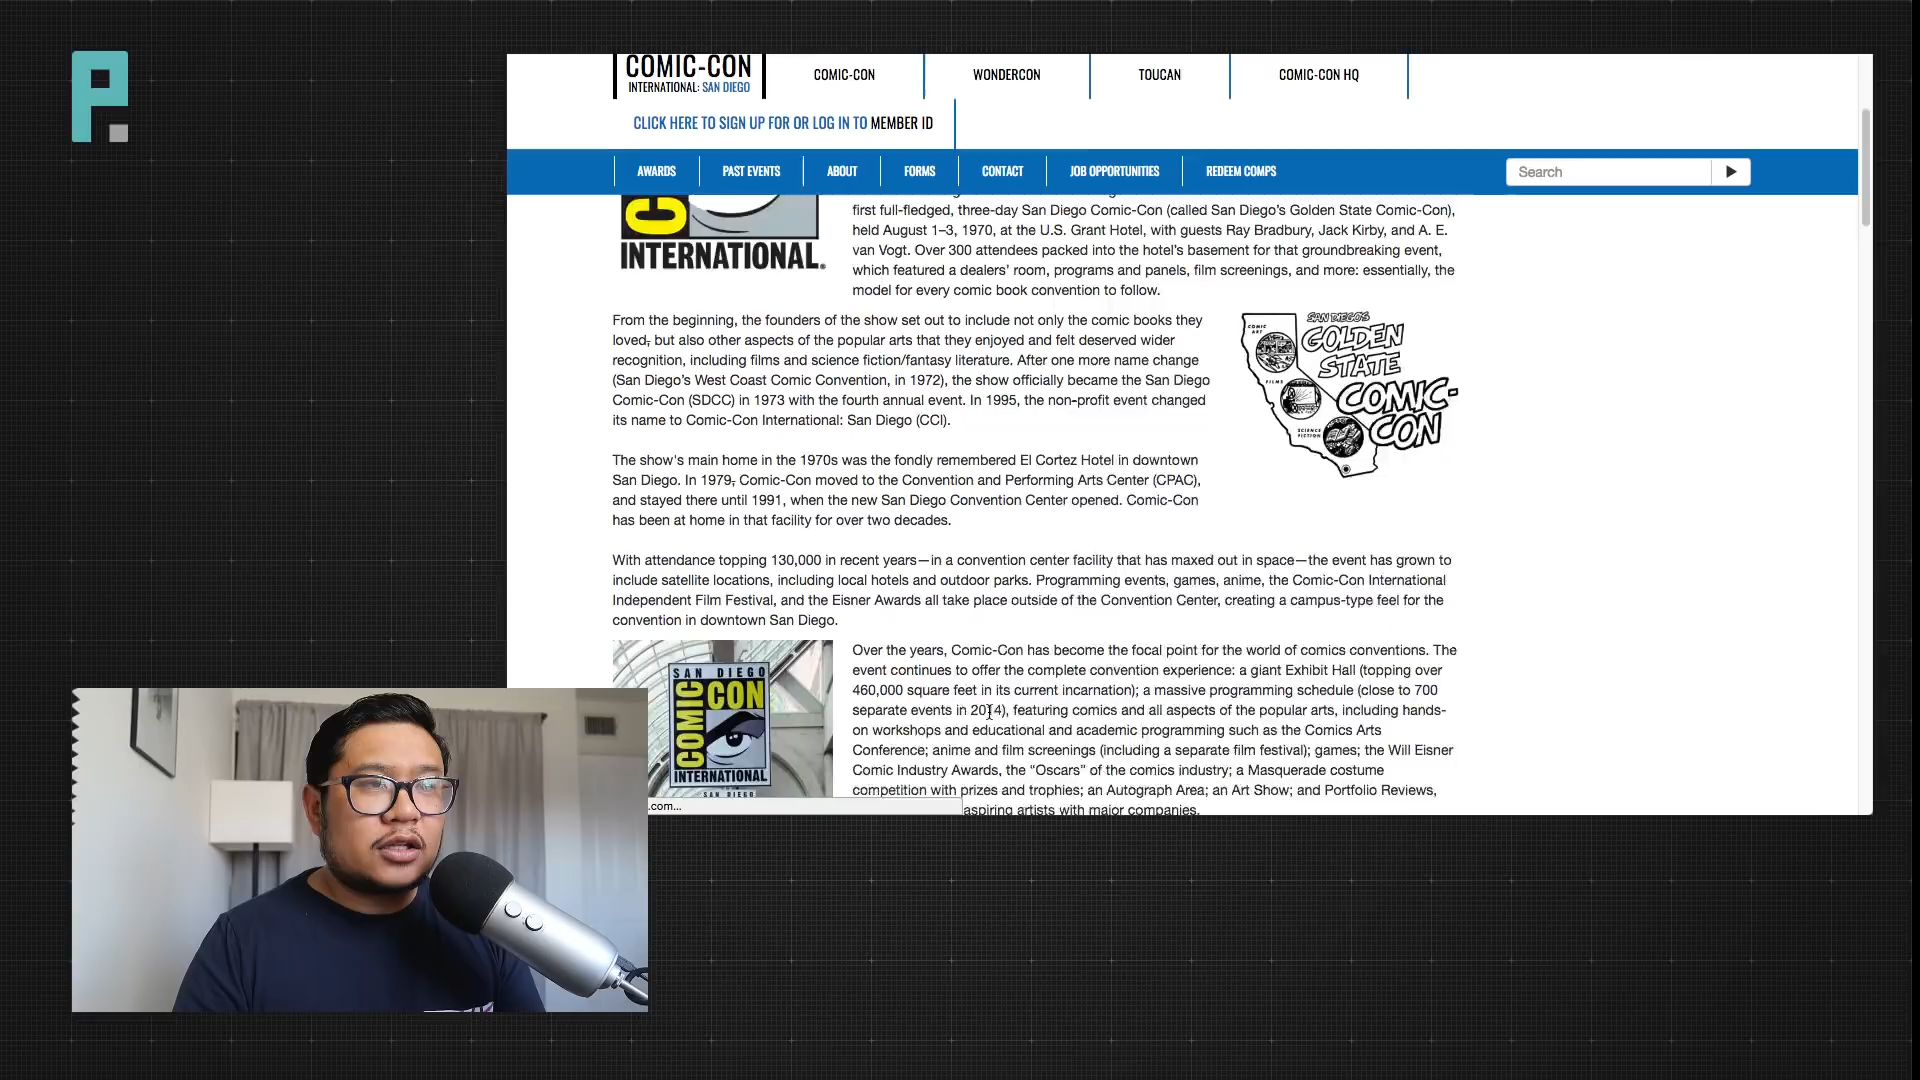 P.
COMIC-CON
INTERNATIONAL: SAN DIEGO
COMIC-CON
WONDERCON
TOUCAN
COMIC-CON HQ
CLICK HERE TO SIGN UP FOR OR LOG IN TO MEMBER ID
AWARDS
PAST EVENTS
ABOUT
FORMS
CONTACT
JOB OPPORTUNITIES
REDEEM COMPS
Search
C
INTERNATIONAL.
first full-fledged, three-day San Diego Comic-Con (called San Diego's Golden State Comic-Con),
held August 1–3, 1970, at the U.S. Grant Hotel, with guests Ray Bradbury, Jack Kirby, and A. E.
van Vogt. Over 300 attendees packed into the hotel's basement for that groundbreaking event,
which featured a dealers' room, programs and panels, film screenings, and more: essentially, the
model for every comic book convention to follow.
From the beginning, the founders of the show set out to include not only the comic books they
loved, but also other aspects of the popular arts that they enjoyed and felt deserved wider
recognition, including films and science fiction/fantasy literature. After one more name change
(San Diego's West Coast Comic Convention, in 1972), the show officially became the San Diego
Comic-Con (SDCC) in 1973 with the fourth annual event. In 1995, the non-profit event changed
its name to Comic-Con International: San Diego (CCI).
SAN DIEGO'S
GOLDEN
STATE
COMIC-
CON
COMIC
ART
FILMS
SCIENCE
FICTION
The show's main home in the 1970s was the fondly remembered El Cortez Hotel in downtown
San Diego. In 1979, Comic-Con moved to the Convention and Performing Arts Center (CPAC),
and stayed there until 1991, when the new San Diego Convention Center opened. Comic-Con
has been at home in that facility for over two decades.
With attendance topping 130,000 in recent years—in a convention center facility that has maxed out in space—the event has grown to
include satellite locations, including local hotels and outdoor parks. Programming events, games, anime, the Comic-Con International
Independent Film Festival, and the Eisner Awards all take place outside of the Convention Center, creating a campus-type feel for the
convention in downtown San Diego.
SAN DIEGO
COMIC CON
INTERNATIONAL
SAN DIEGO
Over the years, Comic-Con has become the focal point for the world of comics conventions. The
event continues to offer the complete convention experience: a giant Exhibit Hall (topping over
460,000 square feet in its current incarnation); a massive programming schedule (close to 700
separate events in 2014), featuring comics and all aspects of the popular arts, including hands-
on workshops and educational and academic programming such as the Comics Arts
Conference; anime and film screenings (including a separate film festival); games; the Will Eisner
Comic Industry Awards, the “Oscars” of the comics industry; a Masquerade costume
competition with prizes and trophies; an Autograph Area; an Art Show; and Portfolio Reviews,
aspiring artists with major companies.
.com...